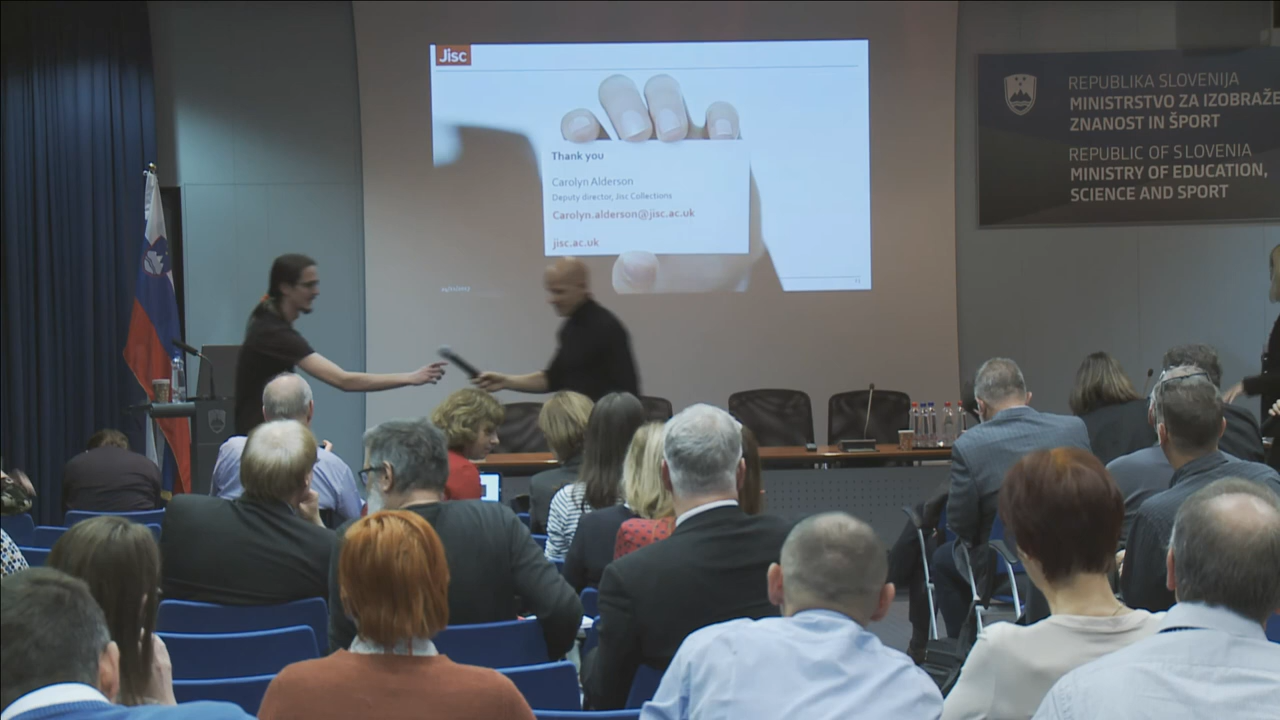 Jisc
Thank you
Carolyn Alderson
Deputy director, Jisc Collections
Carolyn.alderson@jisc.ac.uk
jisc.ac.uk
REPUBLIKA SLOVENIJA
MINISTRSTVO ZA IZOBRAŽE
ZNANOST IN ŠPORT
REPUBLIC OF SLOVENIA
MINISTRY OF EDUCATION,
SCIENCE AND SPORT